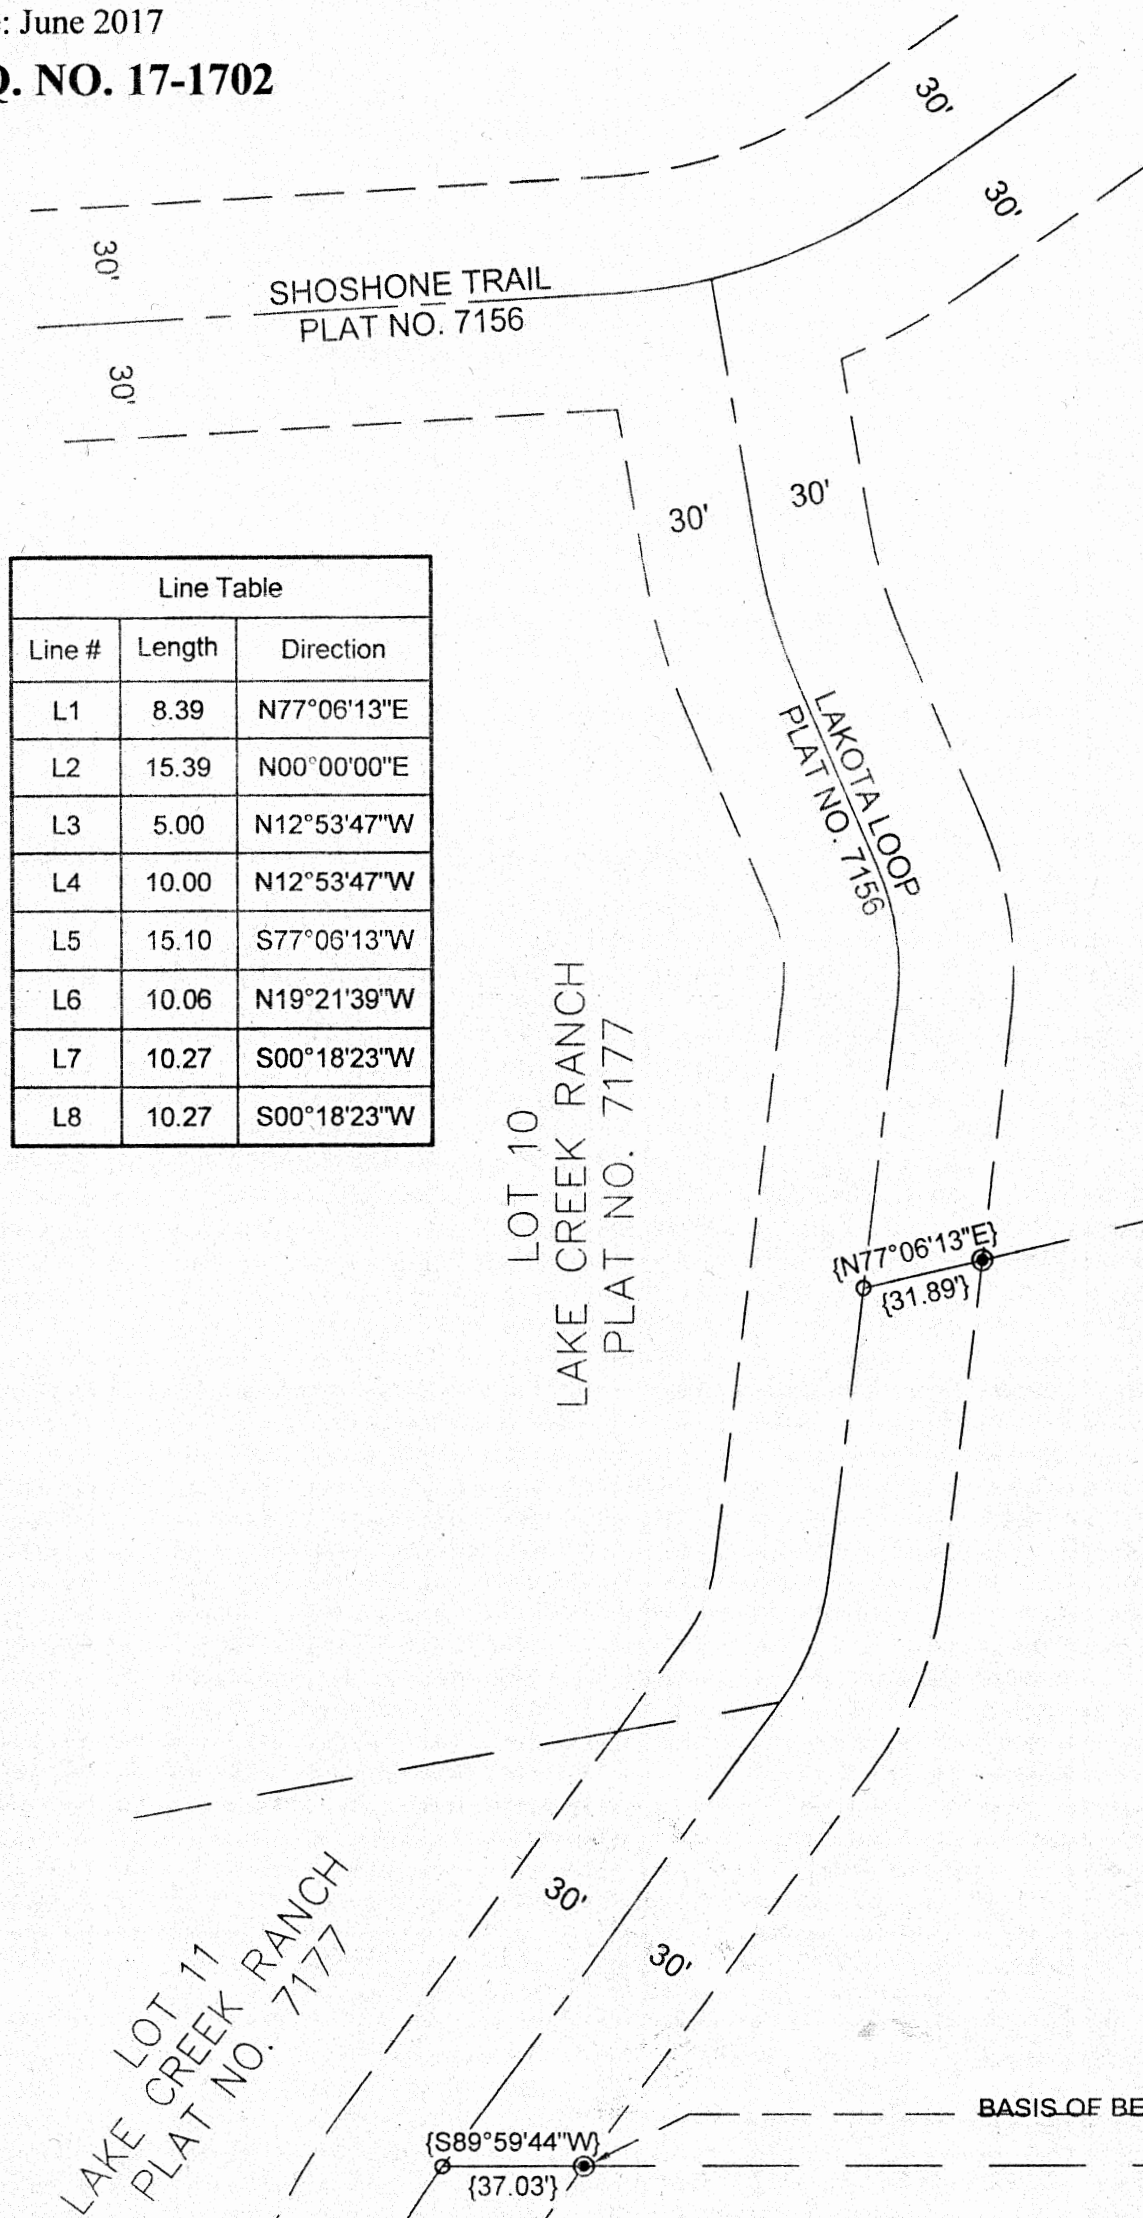 : June 2017
Q. NO. 17-1702
30'
30'
30'
SHOSHONE TRAIL
PLAT NO. 7156
30'
30'
30'
Line Table
Line # Length Direction
L1 8.39 N77°06'13"E
L2 15.39 N00°00'00"E
L3 5.00 N12°53'47"W
L4 10.00 N12°53'47"W
L5 15.10 S77°06'13"W
L6 10.06 N19°21'39"W
L7 10.27 S00°18'23"W
L8 10.27 S00°18'23"W
LAKOTA LOOP
PLAT NO. 7156
LOT 10
LAKE CREEK RANCH
PLAT NO. 7177
{N77°06'13"E}
{31.89'}
30'
30'
LOT 11
LAKE CREEK RANCH
PLAT NO. 7177
BASIS OF BE
{S89°59'44"W}
{37.03'}